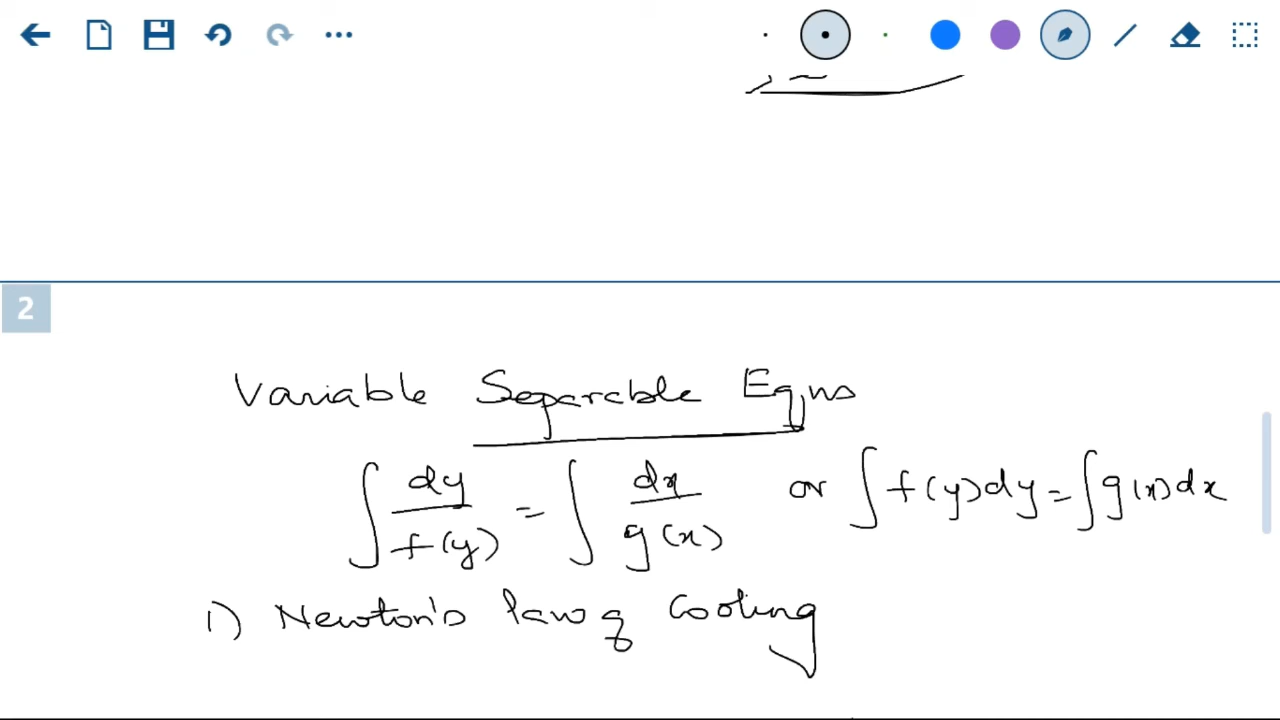 2
Variable Separable Eqns
∫ dy/f(y) = ∫ dx/g(x) or ∫ f(y)dy = ∫ g(x)dx
1) Newton's law of Cooling